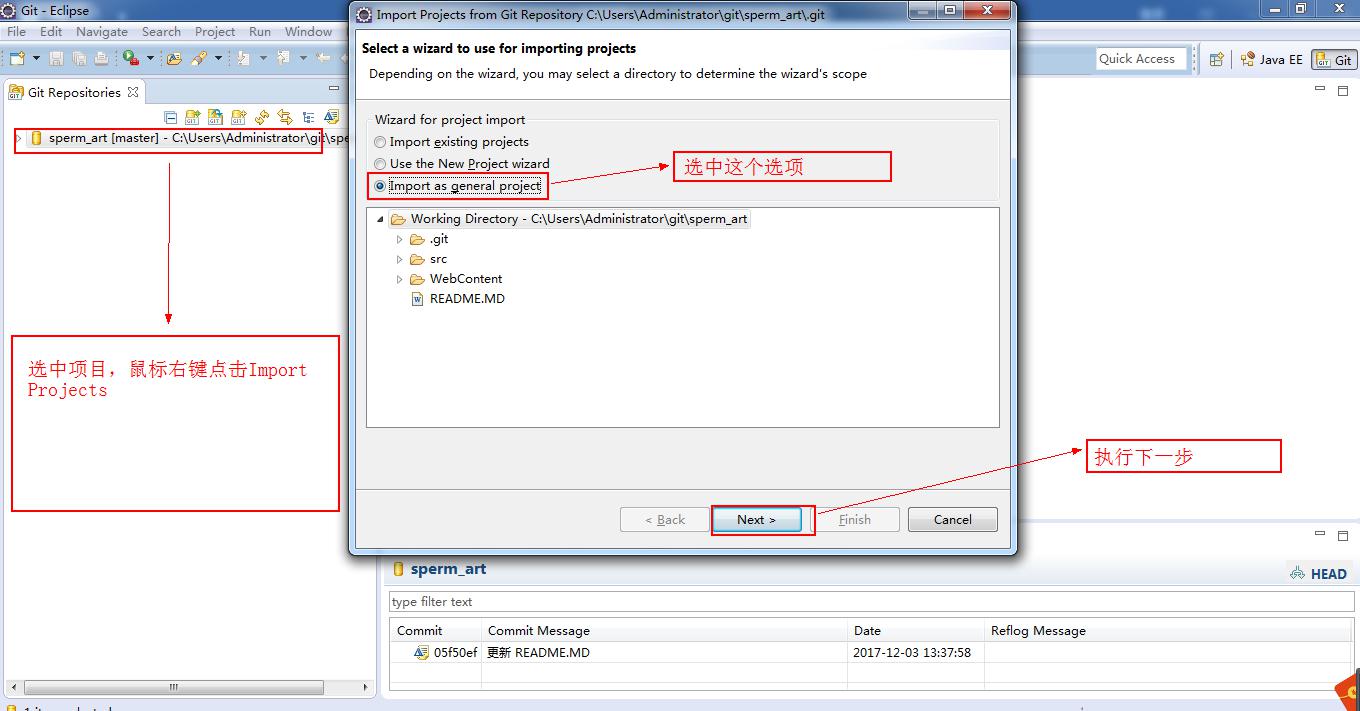 Git - Eclipse
File Edit Navigate Search Project Run Window
Quick Access
Java EE
Git
Git Repositories
sperm_art [master] - C:\Users\Administrator\git\spe
选中项目，鼠标右键点击Import
Projects
Import Projects from Git Repository C:\Users\Administrator\git\sperm_art\.git
Select a wizard to use for importing projects
Depending on the wizard, you may select a directory to determine the wizard's scope
Wizard for project import
Import existing projects
Use the New Project wizard
Import as general project
选中这个选项
Working Directory - C:\Users\Administrator\git\sperm_art
.git
src
WebContent
README.MD
执行下一步
< Back
Next >
Finish
Cancel
sperm_art
HEAD
type filter text
Commit Commit Message Date Reflog Message
05f50ef 更新 README.MD 2017-12-03 13:37:58